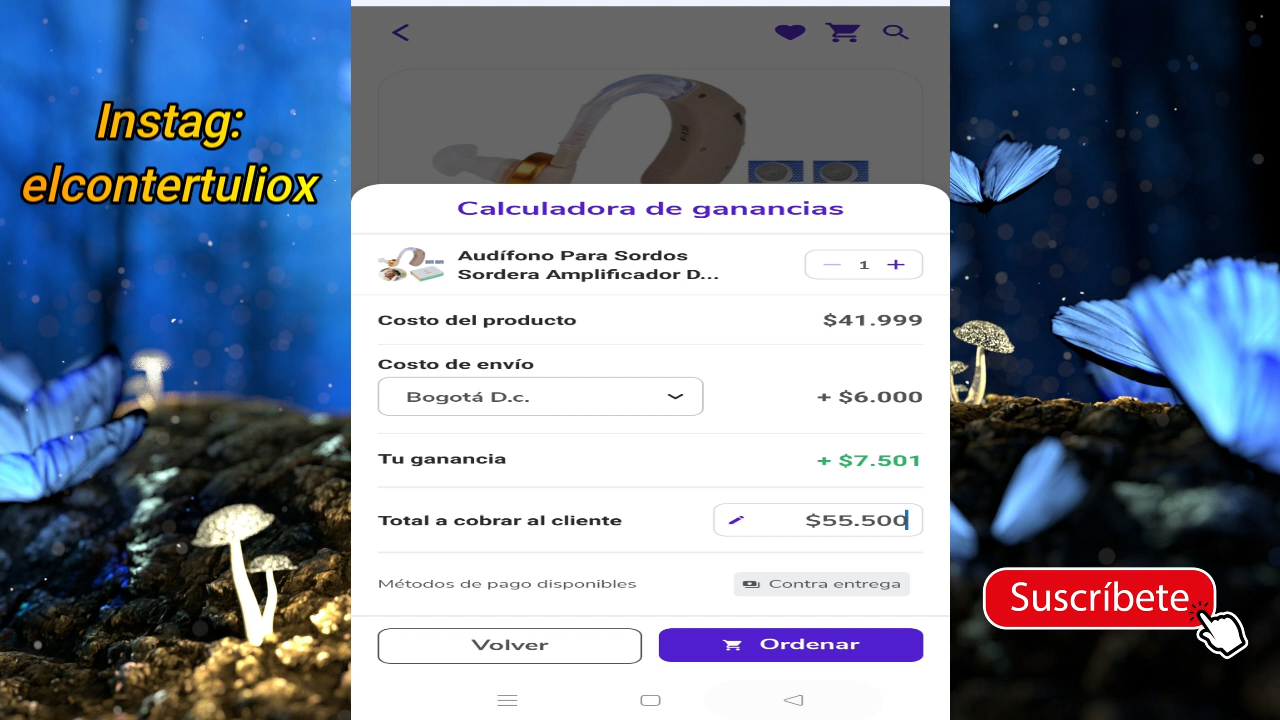 Instag:
elcontertuliox
Calculadora de ganancias
Audífono Para Sordos
Sordera Amplificador D...
1
Costo del producto
$41.999
Costo de envío
Bogotá D.c.
+ $6.000
Tu ganancia
+ $7.501
Total a cobrar al cliente
$55.500
Métodos de pago disponibles
Contra entrega
Volver
Ordenar
Suscríbete